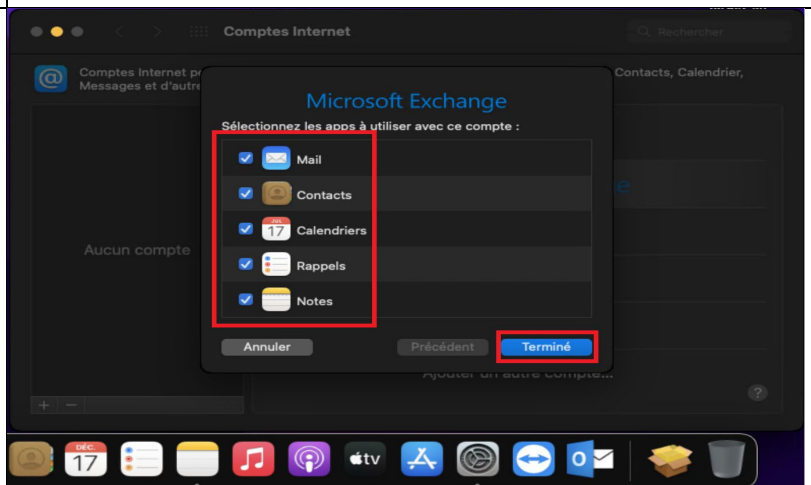 Comptes Internet
Rechercher
Comptes Internet pe
Contacts, Calendrier,
Messages et d'autre
Microsoft Exchange
Sélectionnez les apps à utiliser avec ce compte :
Mail
Contacts
JUL
17
Calendriers
Rappels
Notes
Aucun compte
e
Annuler
Précédent
Terminé
Ajouter un autre compte...
+ −
?
DÉC.
17
tv
O